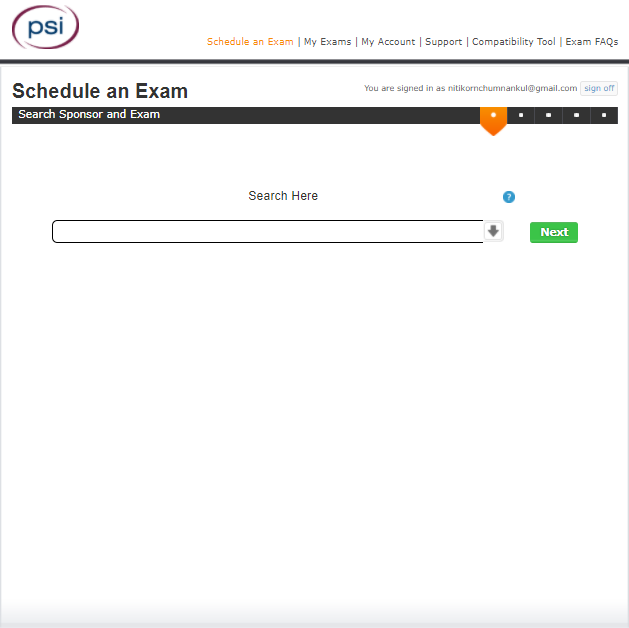 psi
Schedule an Exam | My Exams | My Account | Support | Compatibility Tool | Exam FAQs
Schedule an Exam
You are signed in as nitikornchumnankul@gmail.com sign off
Search Sponsor and Exam
Search Here
?
Next